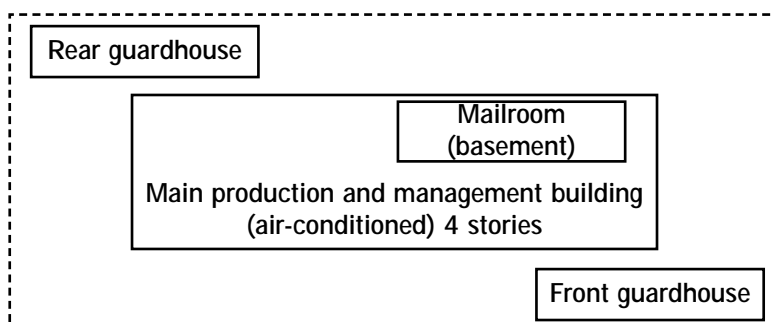 Rear guardhouse
Mailroom
(basement)
Main production and management building
(air-conditioned) 4 stories
Front guardhouse